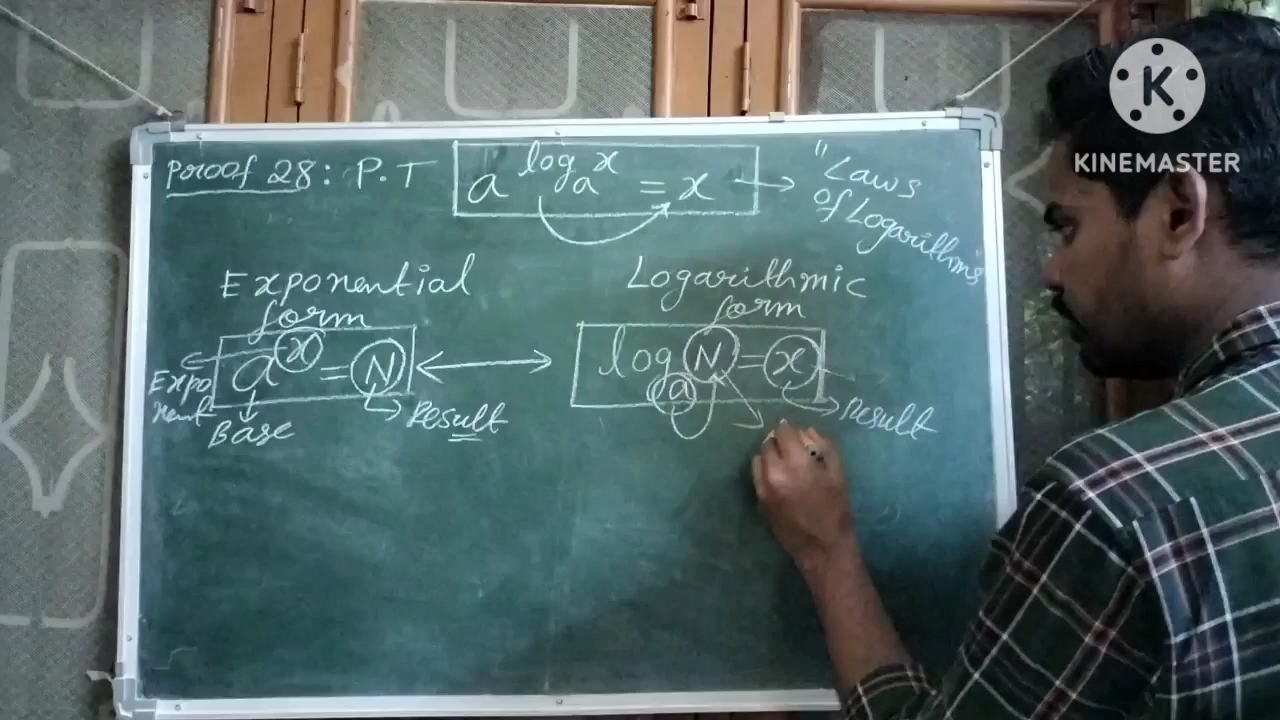 Proof 28: P.T a^{log_a x} = x → "Laws
of Logarithms
Exponential
form
a^x = N
Expo
nent
Base
Result
Logarithmic
form
log_a N = x
Result
K
KINEMASTER